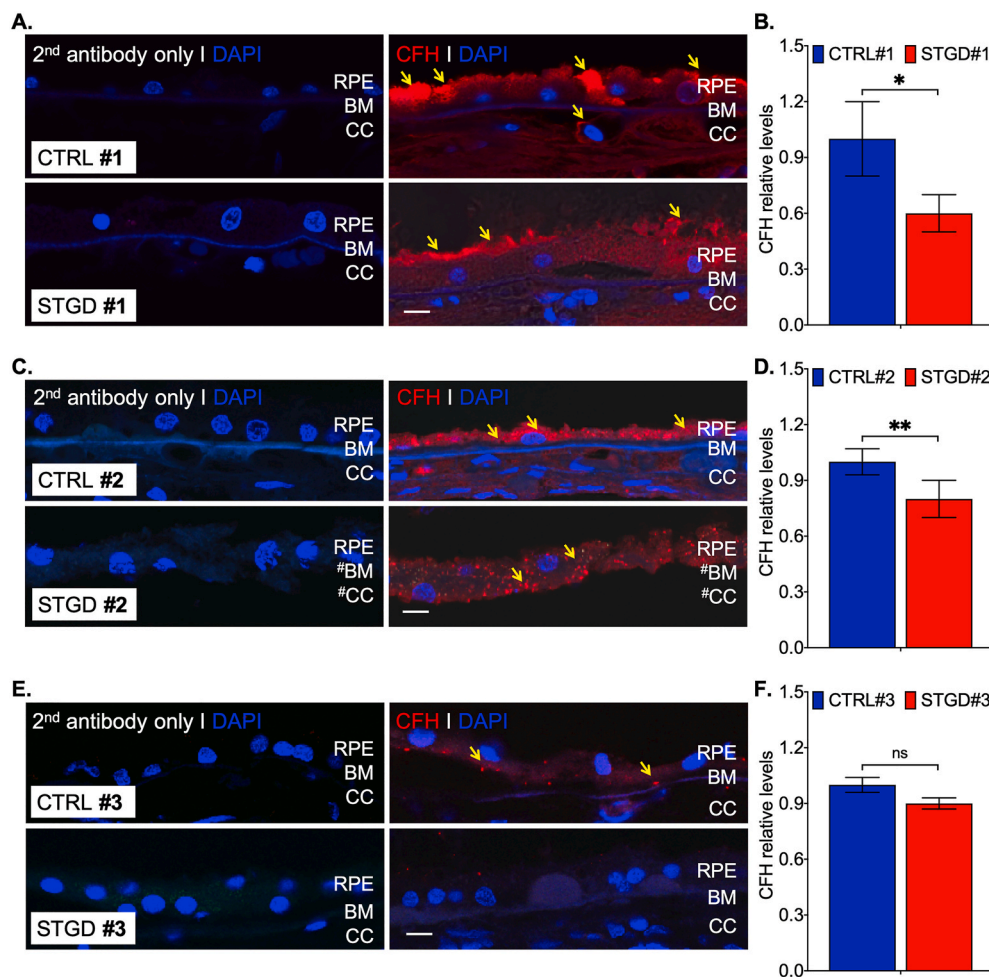 A.
2nd antibody only I DAPI
RPE
BM
CC
CTRL #1
CFH I DAPI
RPE
BM
CC
RPE
BM
CC
STGD #1
RPE
BM
CC
B.
CTRL#1 STGD#1
*
CFH relative levels
1.5
1.2
0.9
0.6
0.3
0.0
C.
2nd antibody only I DAPI
RPE
BM
CC
CTRL #2
CFH I DAPI
RPE
BM
CC
RPE
#BM
#CC
STGD #2
RPE
#BM
#CC
D.
CTRL#2 STGD#2
**
CFH relative levels
1.5
1.2
0.9
0.6
0.3
0.0
E.
2nd antibody only I DAPI
RPE
BM
CC
CTRL #3
CFH I DAPI
RPE
BM
CC
RPE
BM
CC
STGD #3
RPE
BM
CC
F.
CTRL#3 STGD#3
ns
CFH relative levels
1.5
1.2
0.9
0.6
0.3
0.0